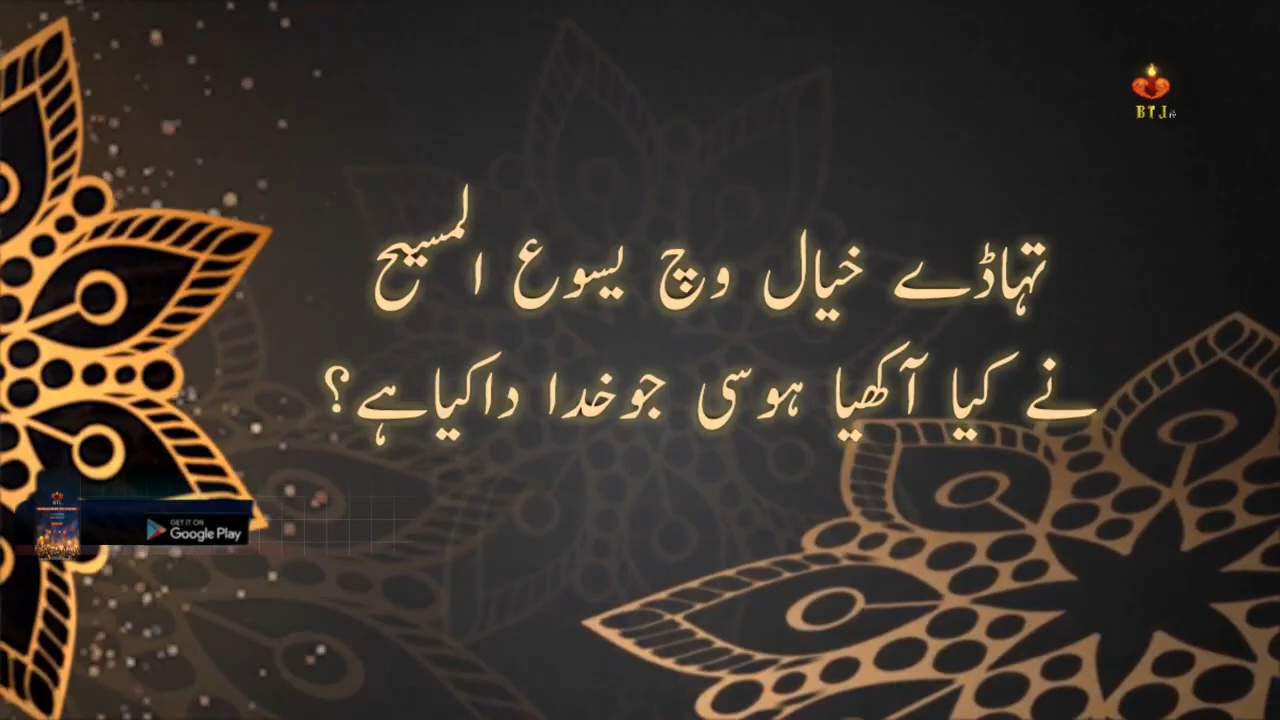 تہاڈے خیال وچ یسوع المسیح
نے کیا آکھیا ہوسی جو خدا دا کیا ہے؟
BTJ
GET IT ON
Google Play